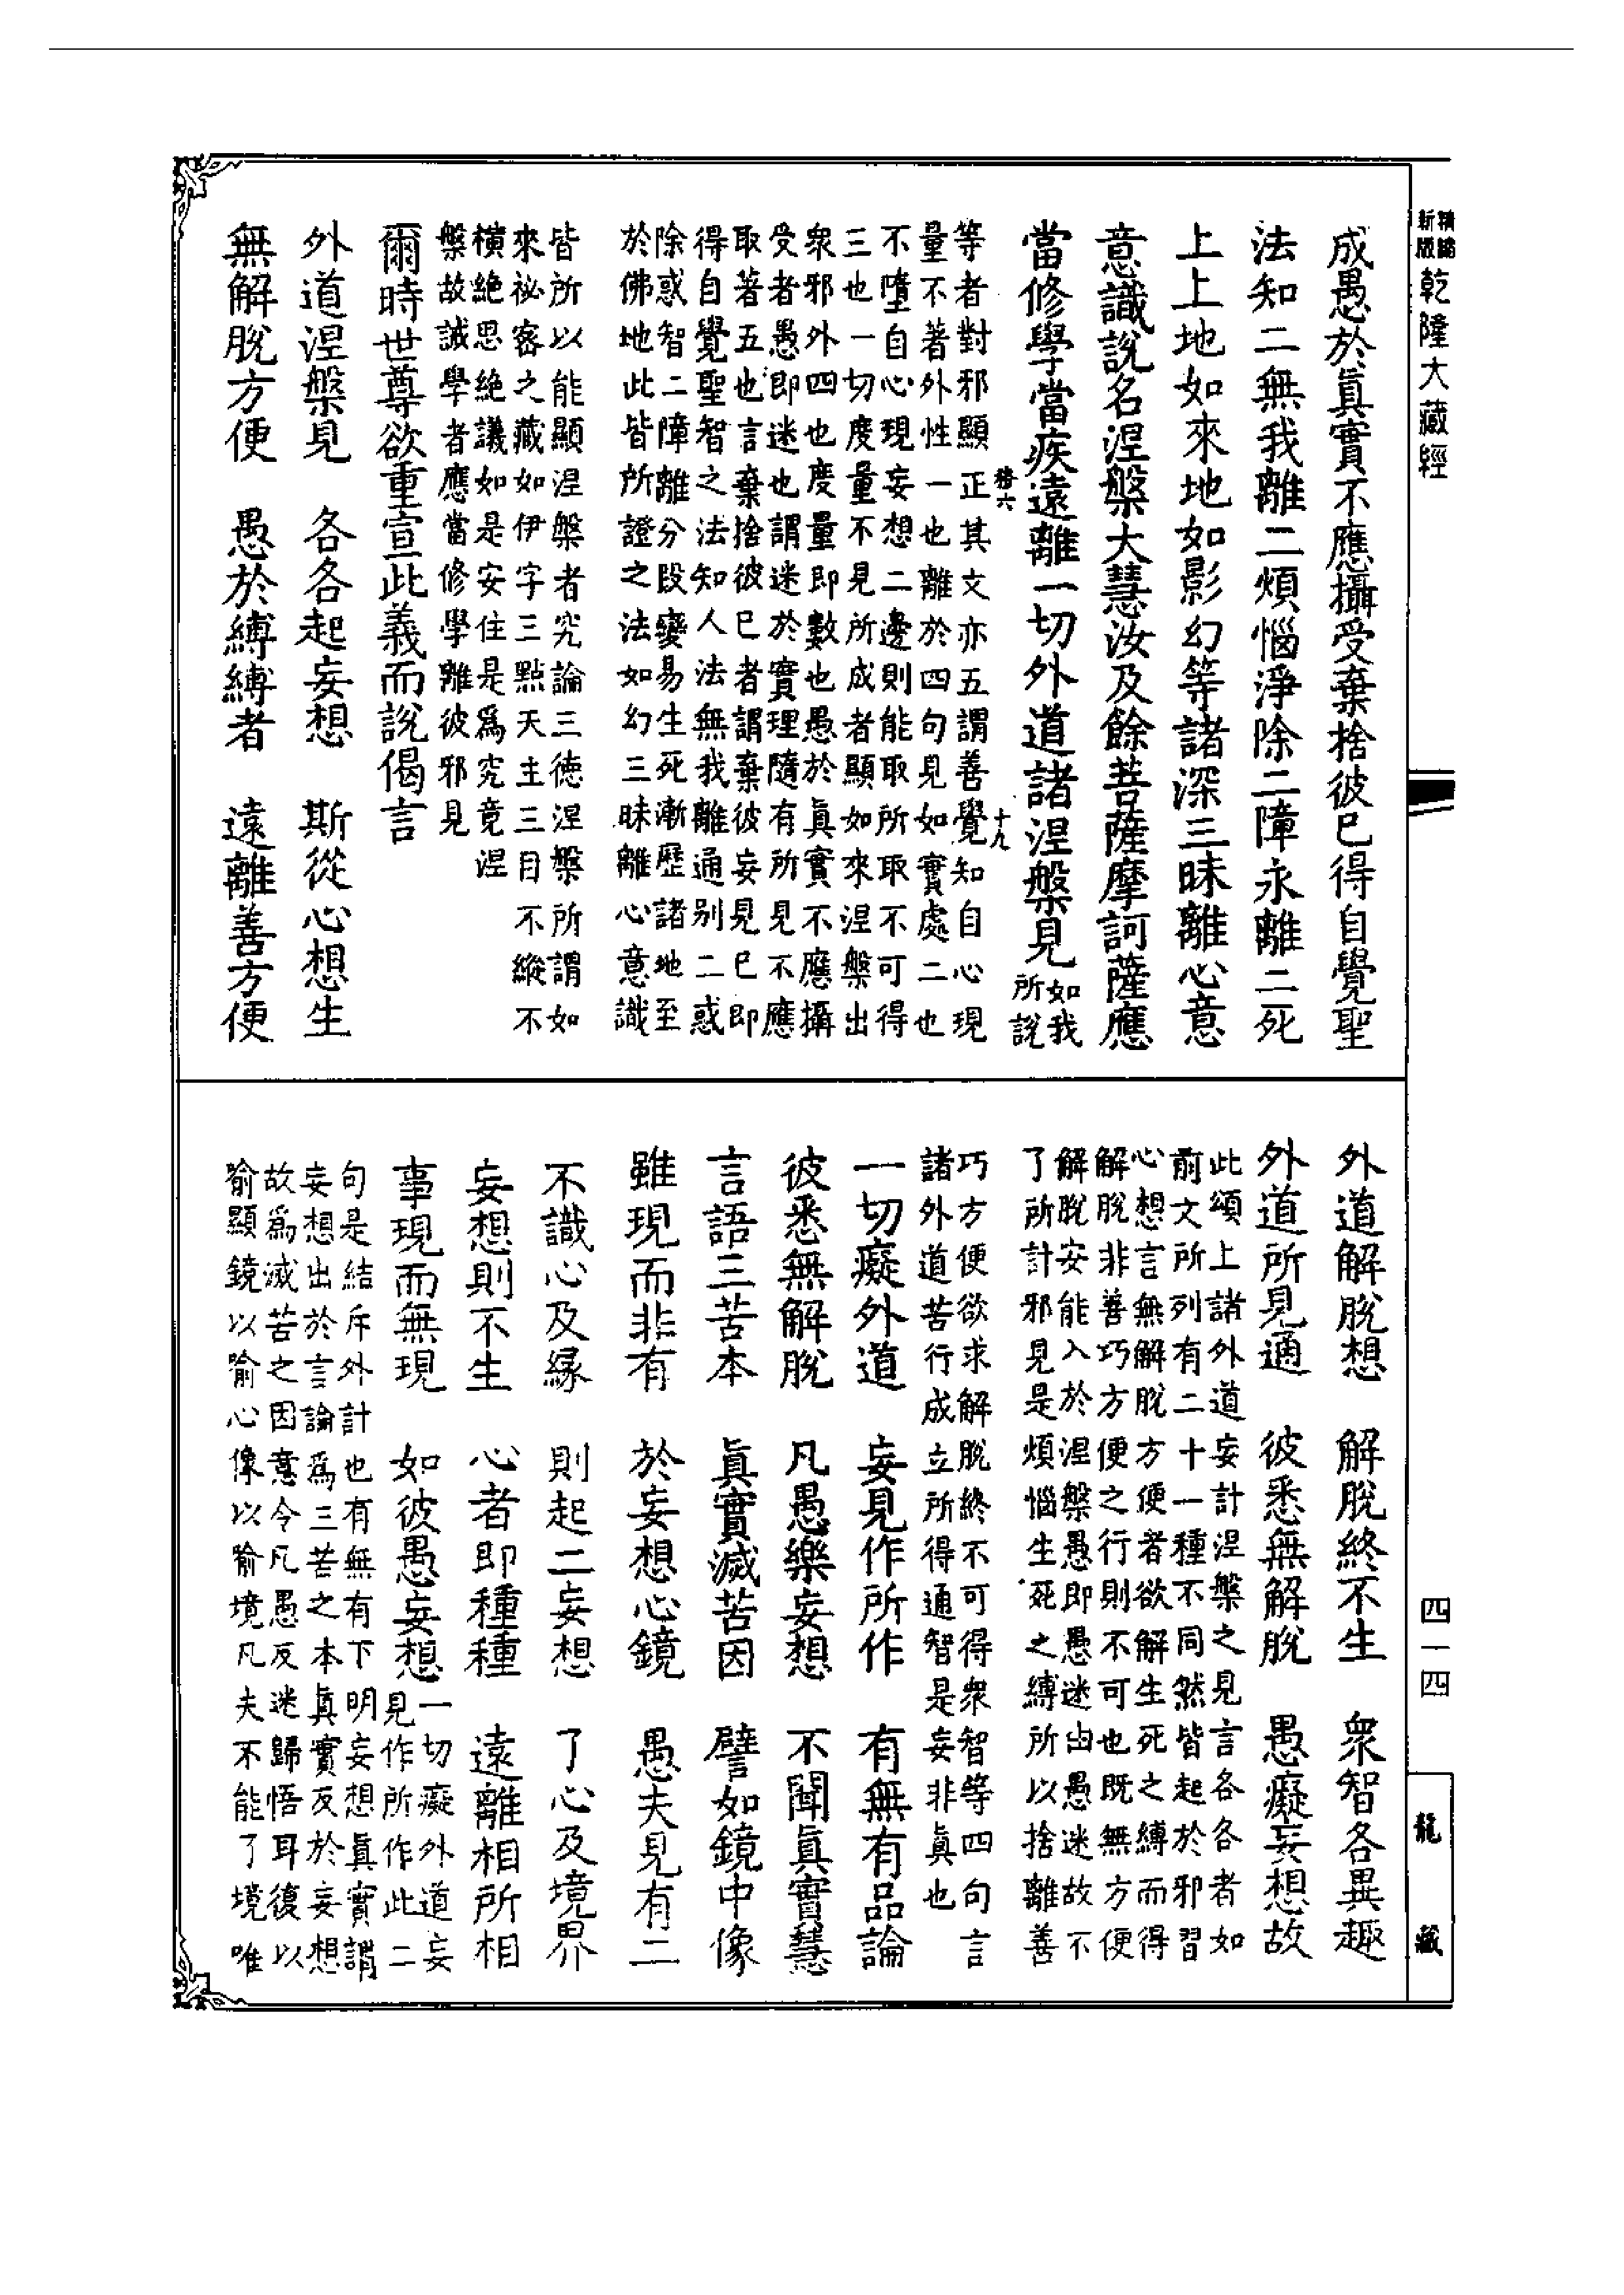 乾隆大藏經
成愚於真實不應攝受棄捨彼已得自覺聖
法知二無我離二煩惱淨除二障永離二死
上上地如來地如影幻等諸深三昧離心意
意識說名涅槃大慧汝及餘菩薩摩訶薩應
當修學當疾遠離一切外道諸涅槃見如我
所說
等者對邪顯正其文亦五謂善覺知自心現
量不著外性一也離於四句見如實處二也
不墮自心現妄想二邊則能取所取不可得
三也一切度量不見所成者顯如來涅槃出
衆邪外四也度量即數也愚於真實不應攝
受者愚即迷也謂迷於實理隨有所見不應
取著五也言棄捨彼已者謂棄彼妄見已即
得自覺聖智之法知人法無我離通別二惑
除惑智二障離分段變易生死漸歷諸地至
於佛地此皆所證之法如幻三昧離心意識
皆所以能顯涅槃者究論三德涅槃所謂如
來祕密之藏如伊字三點天主三目不縱不
橫絕思絕議如是安住是為究竟涅
槃故誡學者應當修學離彼邪見
爾時世尊欲重宣此義而說偈言
外道涅槃見　各各起妄想　斯從心想生
無解脫方便　愚於縛縛者　遠離善方便
外道解脫想　解脫終不生　衆智各異趣
外道所見通　彼悉無解脫　愚癡妄想故
此頌上諸外道妄計涅槃之見言各各者如
前文所列有二十一種不同然皆起於邪習
心想言無解脫方便者欲解生死之縛而得
解脫非善巧方便之行則不可也既無方便
解脫安能入於涅槃愚即愚迷由愚迷故不
了所計邪見是煩惱生死之縛所以捨離善
巧方便欲求解脫終不可得衆智等四句言
諸外道苦行成立所得通智是妄非真也
一切癡外道　妄見作所作　有無有品論
彼悉無解脫　凡愚樂妄想　不聞真實慧
言語三苦本　真實滅苦因　譬如鏡中像
雖現而非有　於妄想心鏡　愚夫見有二
不識心及緣　則起二妄想　了心及境界
妄想則不生　心者即種種　遠離相所相
事現而無現　如彼愚妄想　一切癡外道妄
見作所作此二
句是結斥外計也有無有下明妄想真實謂
妄想出於言論為三苦之本真實反於妄想
故為滅苦之因意令凡愚反迷歸悟耳復以
喻顯鏡以喻心像以喻境凡夫不能了境唯
卷六
十九
四一四
龍藏